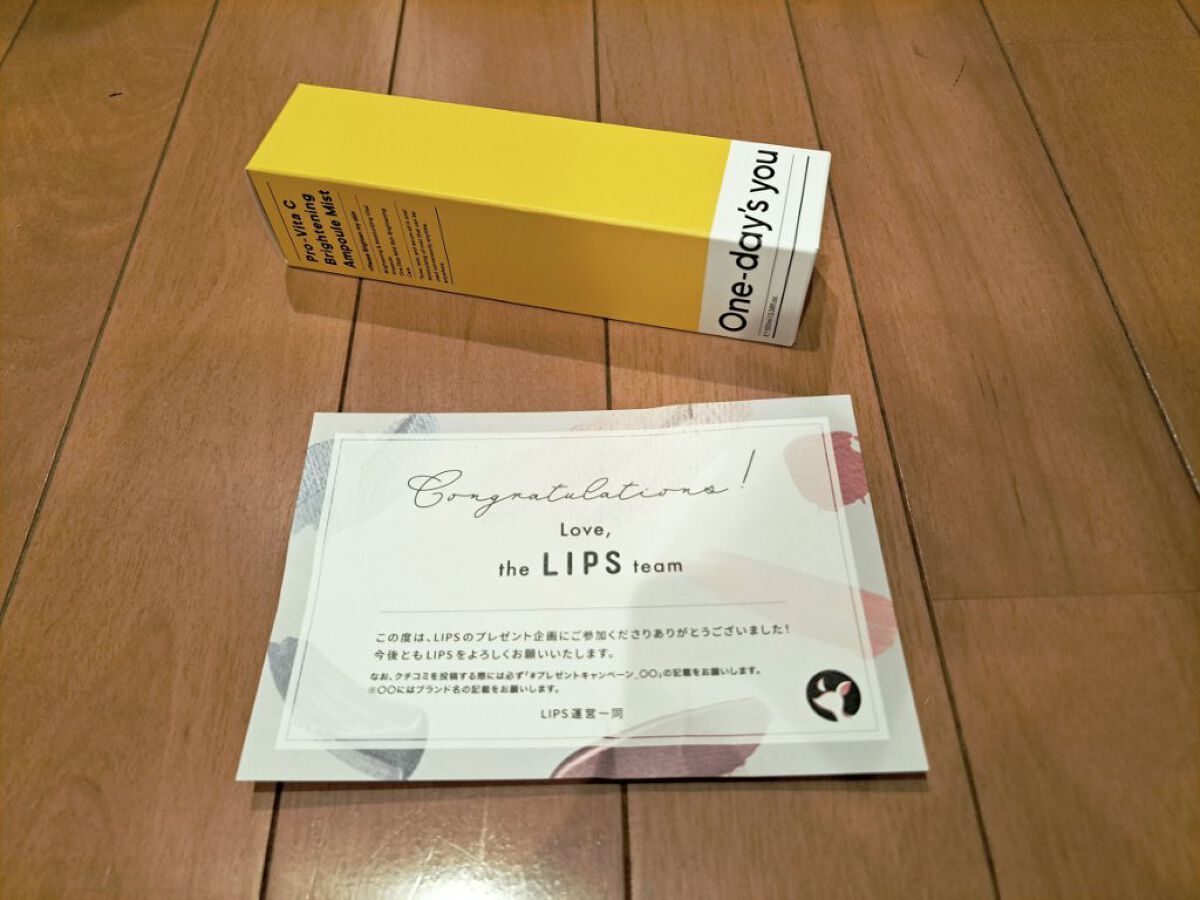 Pro-Vita C
Brightening
Ampoule Mist
One-day's you
Congratulations!
Love,
the LIPS team
この度は、LIPSのプレゼント企画にご参加くださりありがとうございました！
今後ともLIPSをよろしくお願いいたします。
なお、クチコミを投稿する際には必ず「#プレゼントキャンペーン_〇〇」の記載をお願いします。
※〇〇にはブランド名の記載をお願いします。
LIPS運営一同